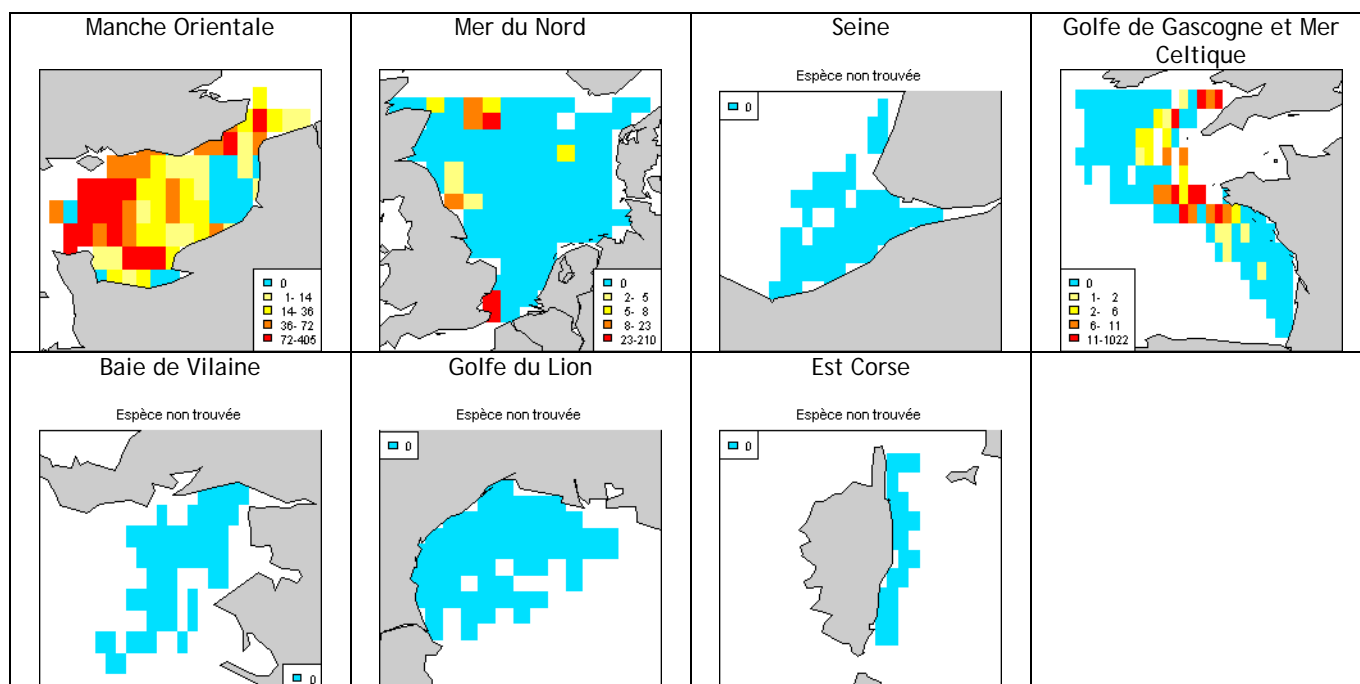 Manche Orientale
0
1- 14
14- 36
36- 72
72-405
Mer du Nord
0
2- 5
5- 8
8- 23
23-210
Seine
Espèce non trouvée
0
Golfe de Gascogne et Mer
Celtique
0
1- 2
2- 6
6- 11
11-1022
Baie de Vilaine
Espèce non trouvée
0
Golfe du Lion
Espèce non trouvée
0
Est Corse
Espèce non trouvée
0